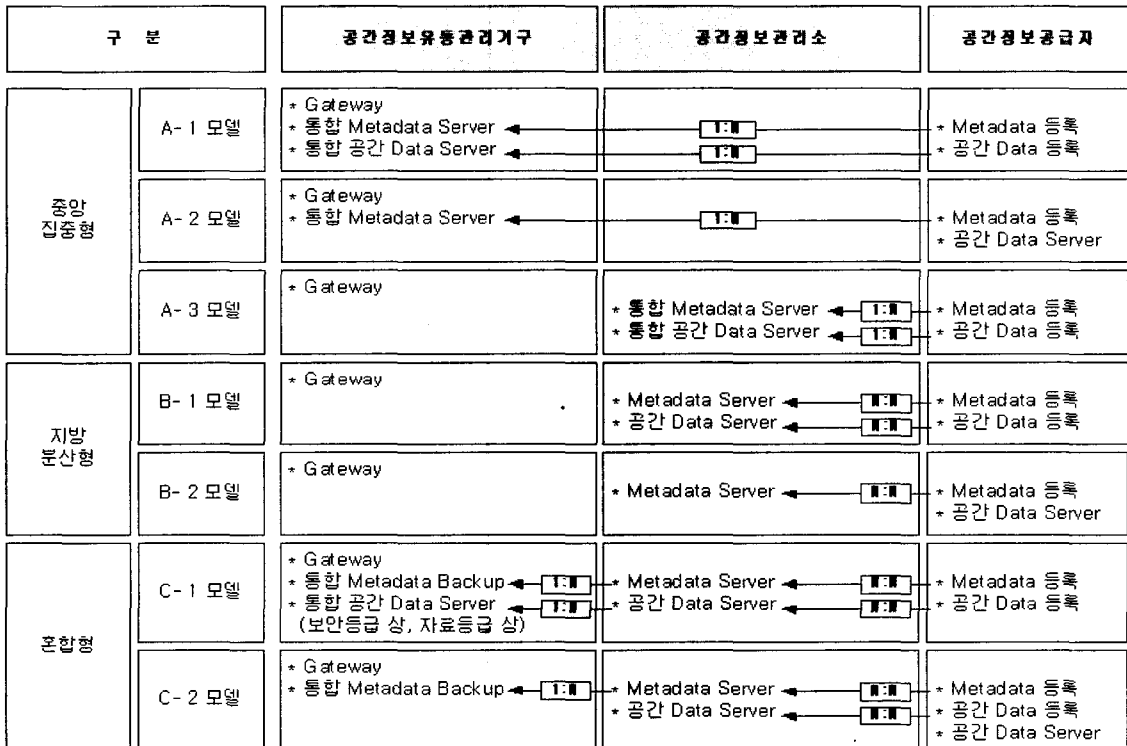 구 분
공간정보유통관리기구
공간정보관리소
공간정보공급자
중앙
집중형
A-1 모델
* Gateway
* 통합 Metadata Server
* 통합 공간 Data Server
1:N
1:N
* Metadata 등록
* 공간 Data 등록
A-2 모델
* Gateway
* 통합 Metadata Server
1:N
* Metadata 등록
* 공간 Data Server
A-3 모델
* Gateway
* 통합 Metadata Server
* 통합 공간 Data Server
1:N
1:N
* Metadata 등록
* 공간 Data 등록
지방
분산형
B-1 모델
* Gateway
* Metadata Server
* 공간 Data Server
N:N
N:N
* Metadata 등록
* 공간 Data 등록
B-2 모델
* Gateway
* Metadata Server
N:N
* Metadata 등록
* 공간 Data Server
혼합형
C-1 모델
* Gateway
* 통합 Metadata Backup
* 통합 공간 Data Server
(보안등급 상, 자료등급 상)
1:N
1:N
* Metadata Server
* 공간 Data Server
N:N
N:N
* Metadata 등록
* 공간 Data 등록
C-2 모델
* Gateway
* 통합 Metadata Backup
1:N
* Metadata Server
* 공간 Data Server
N:N
N:N
* Metadata 등록
* 공간 Data 등록
* 공간 Data Server